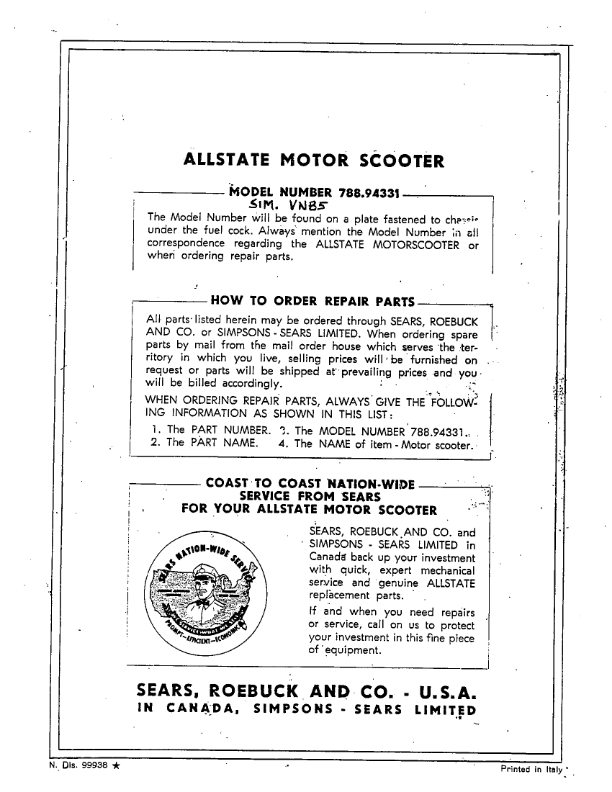 ALLSTATE MOTOR SCOOTER
MODEL NUMBER 788.94331
SIM. VNB5
The Model Number will be found on a plate fastened to chassis
under the fuel cock. Always mention the Model Number in all
correspondence regarding the ALLSTATE MOTORSCOOTER or
when ordering repair parts.
HOW TO ORDER REPAIR PARTS
All parts listed herein may be ordered through SEARS, ROEBUCK
AND CO. or SIMPSONS - SEARS LIMITED. When ordering spare
parts by mail from the mail order house which serves the ter-
ritory in which you live, selling prices will be furnished on
request or parts will be shipped at prevailing prices and you
will be billed accordingly.
WHEN ORDERING REPAIR PARTS, ALWAYS GIVE THE FOLLOW-
ING INFORMATION AS SHOWN IN THIS LIST:
1. The PART NUMBER. 3. The MODEL NUMBER 788.94331.
2. The PART NAME. 4. The NAME of item - Motor scooter.
COAST TO COAST NATION-WIDE
SERVICE FROM SEARS
FOR YOUR ALLSTATE MOTOR SCOOTER
SEARS NATION-WIDE SERVICE
PROMPT-EFFICIENT-ECONOMICAL
SEARS, ROEBUCK AND CO. and
SIMPSONS - SEARS LIMITED in
Canada back up your investment
with quick, expert mechanical
service and genuine ALLSTATE
replacement parts.
If and when you need repairs
or service, call on us to protect
your investment in this fine piece
of equipment.
SEARS, ROEBUCK AND CO. - U.S.A.
IN CANADA, SIMPSONS - SEARS LIMITED
N. Dis. 99938 ★
Printed in Italy